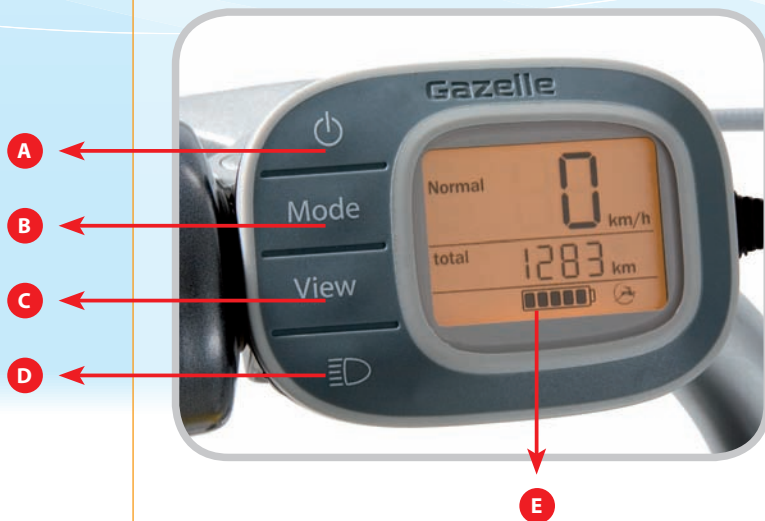 Gazelle
A
B
Mode
C
View
D
Normal
0 km/h
total 1283 km
E